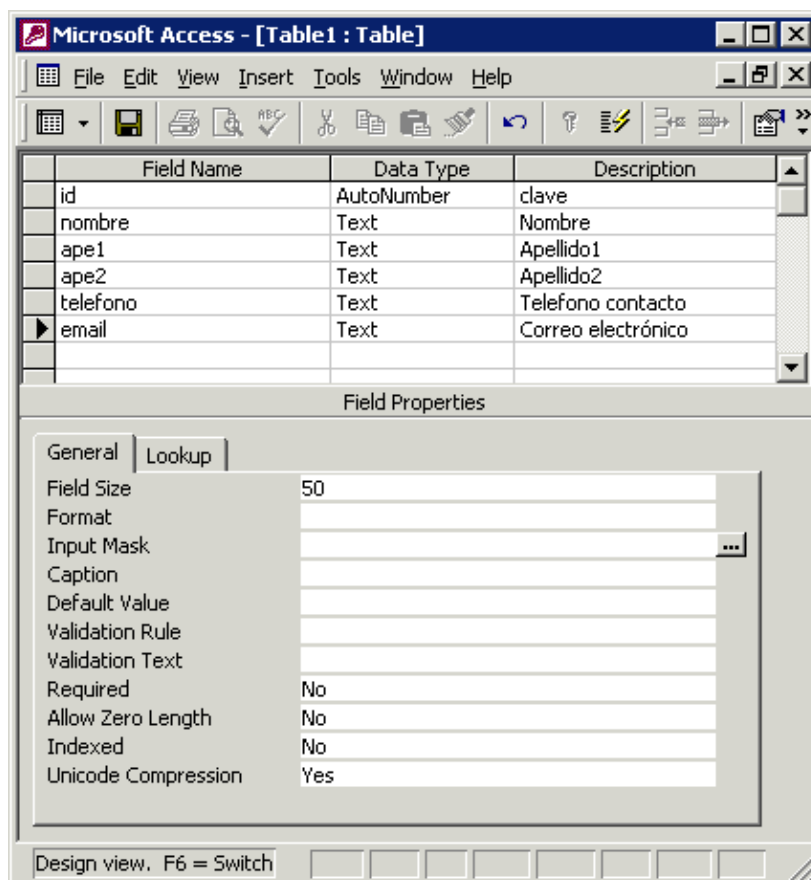 Microsoft Access - [Table1 : Table]
File Edit View Insert Tools Window Help
ABC
Field Name Data Type Description
id AutoNumber clave
nombre Text Nombre
ape1 Text Apellido1
ape2 Text Apellido2
telefono Text Telefono contacto
email Text Correo electrónico
Field Properties
General Lookup
Field Size 50
Format
Input Mask ...
Caption
Default Value
Validation Rule
Validation Text
Required No
Allow Zero Length No
Indexed No
Unicode Compression Yes
Design view. F6 = Switch